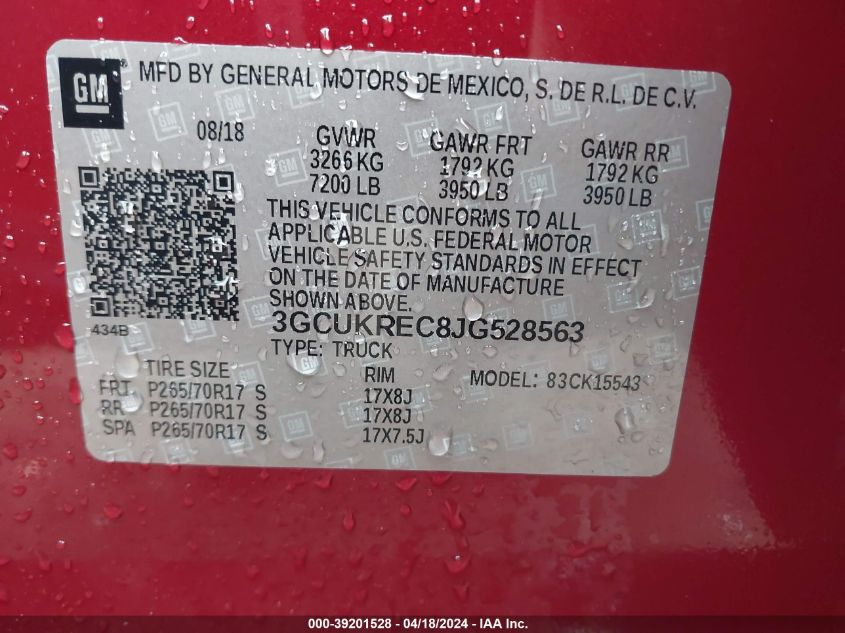 GM
MFD BY GENERAL MOTORS DE MEXICO, S. DE R.L. DE C.V.
08/18 GVWR GAWR FRT GAWR RR
3266 KG 1792 KG 1792 KG
7200 LB 3950 LB 3950 LB
THIS VEHICLE CONFORMS TO ALL
APPLICABLE U.S. FEDERAL MOTOR
VEHICLE SAFETY STANDARDS IN EFFECT
ON THE DATE OF MANUFACTURE
SHOWN ABOVE.
434B
3GCUKREC8JG528563
TYPE: TRUCK
TIRE SIZE RIM MODEL: 83CK15543
FRT P265/70R17 S 17X8J
RR P265/70R17 S 17X8J
SPA P265/70R17 S 17X7.5J
000-39201528 - 04/18/2024 - IAA Inc.